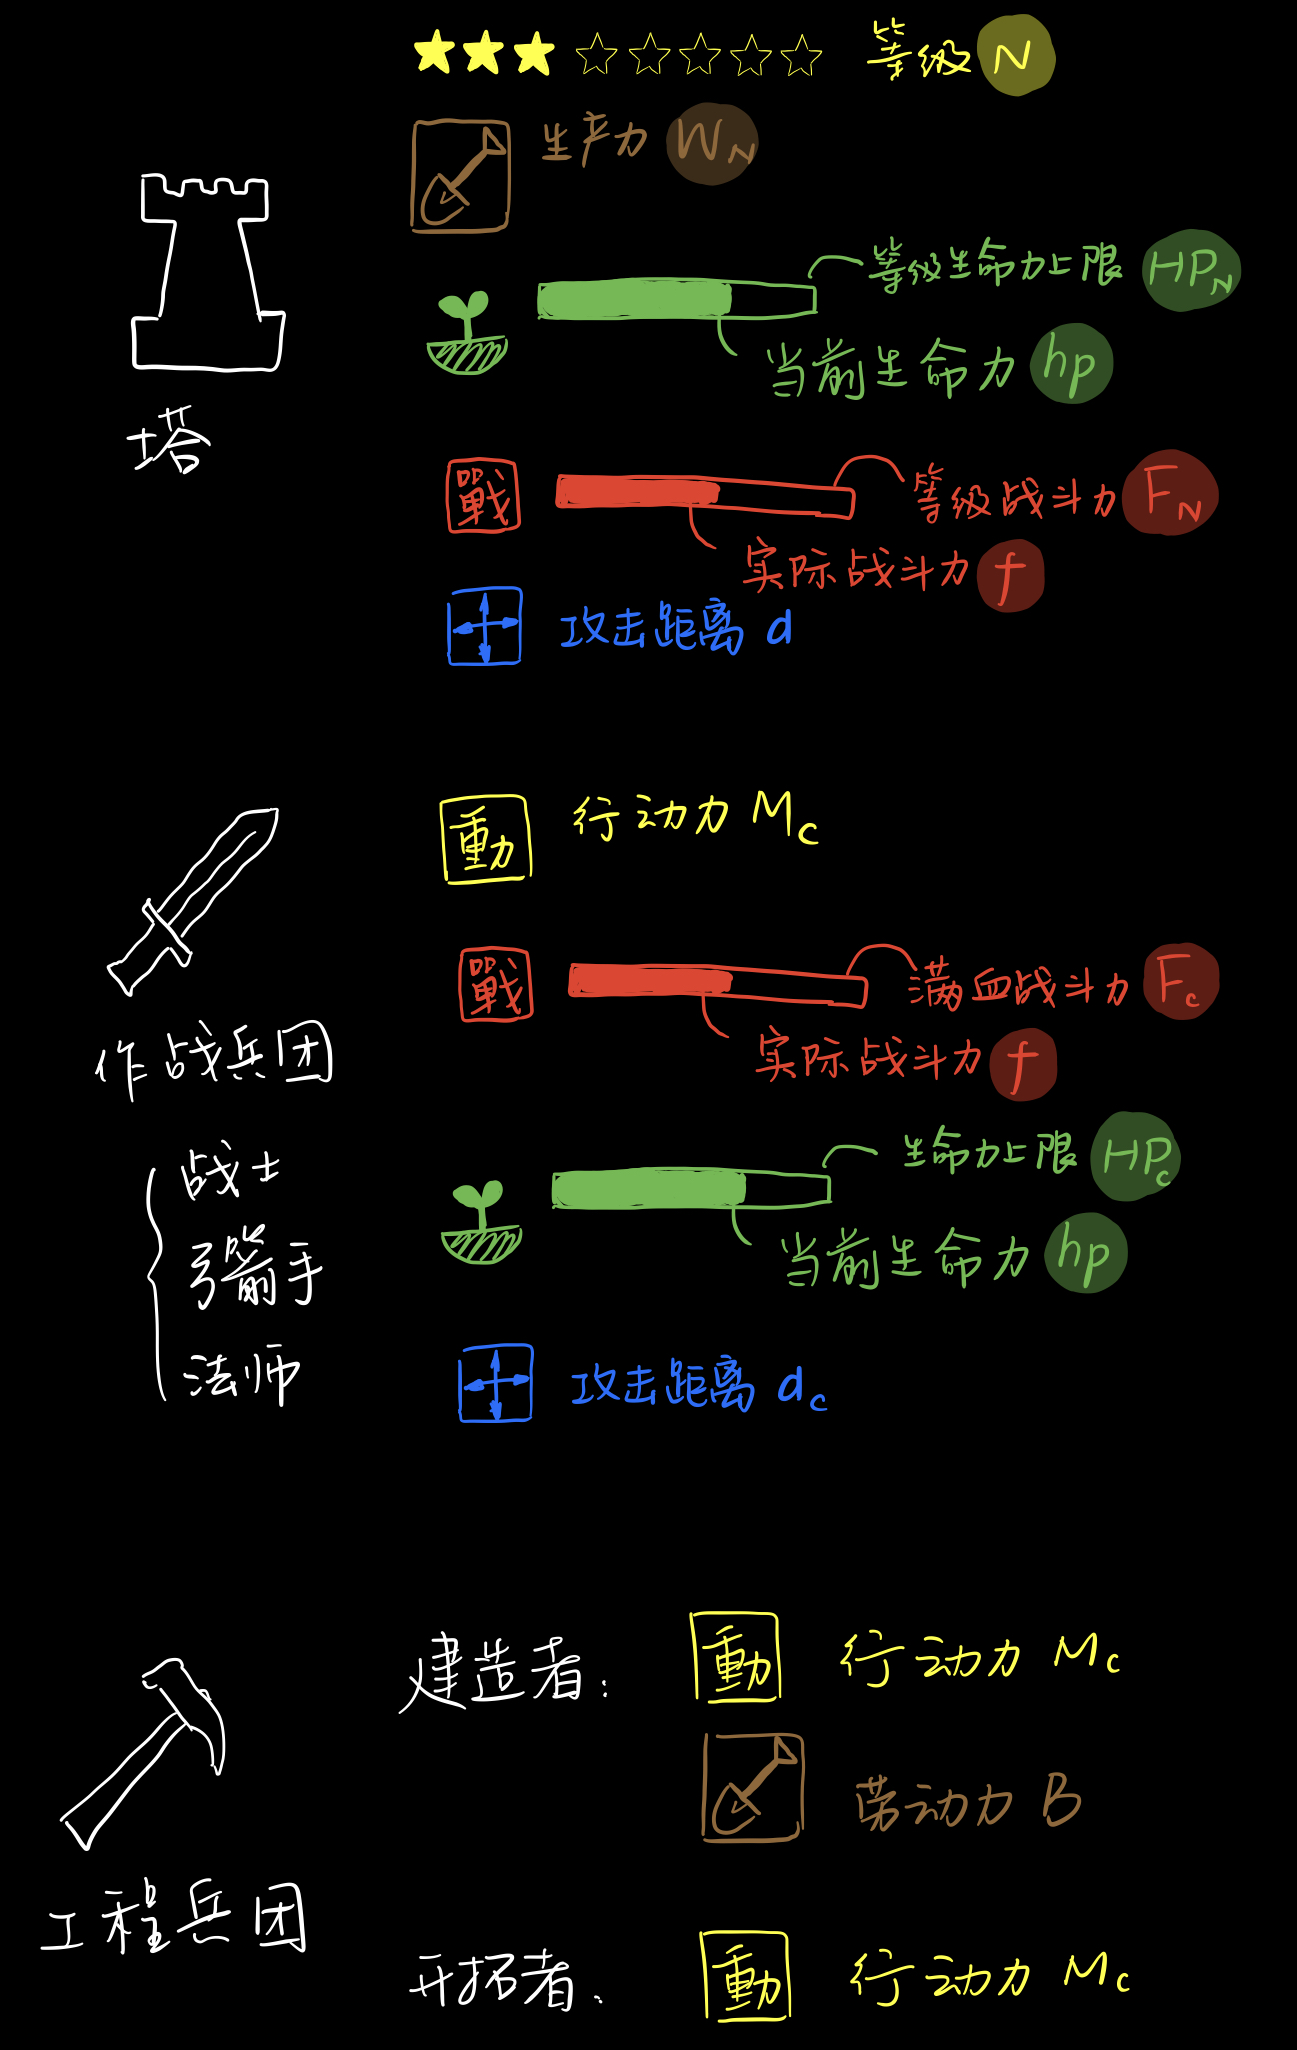 等级 N
生产力 W_N
等级生命力上限 HP_N
当前生命力 hp
塔
戰
等级战斗力 F_N
实际战斗力 f
攻击距离 d
動
行动力 M_c
戰
满血战斗力 F_c
实际战斗力 f
作战兵团
生命力上限 HP_c
战士
当前生命力 hp
弓箭手
法师
攻击距离 d_c
建造者:
動
行动力 M_c
劳动力 B
工程兵团
开拓者:
動
行动力 M_c